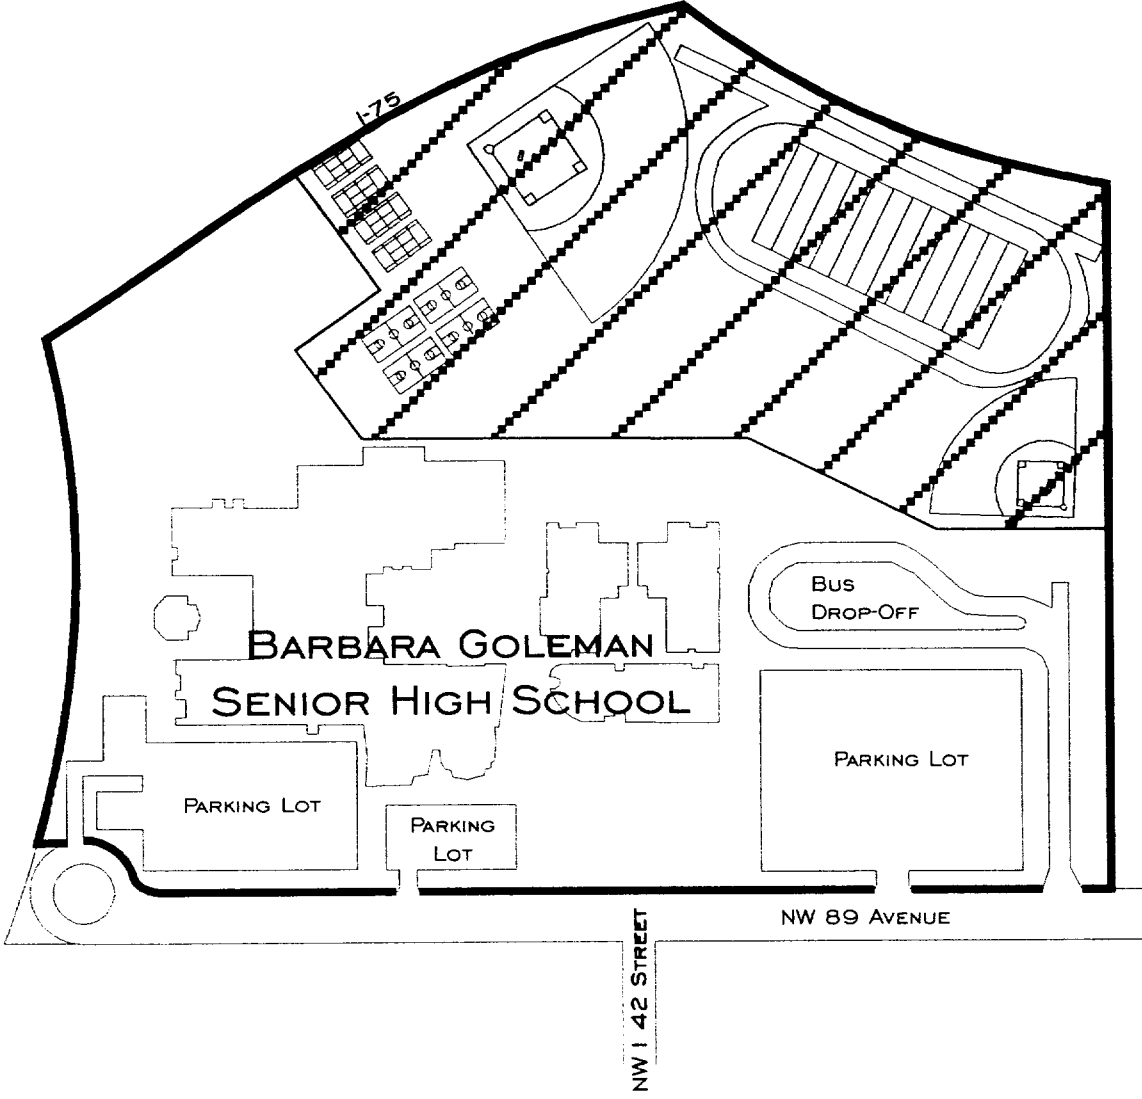 I-75
BUS
DROP-OFF
BARBARA GOLEMAN
SENIOR HIGH SCHOOL
PARKING LOT
PARKING LOT
PARKING
LOT
NW 89 AVENUE
NW 142 STREET